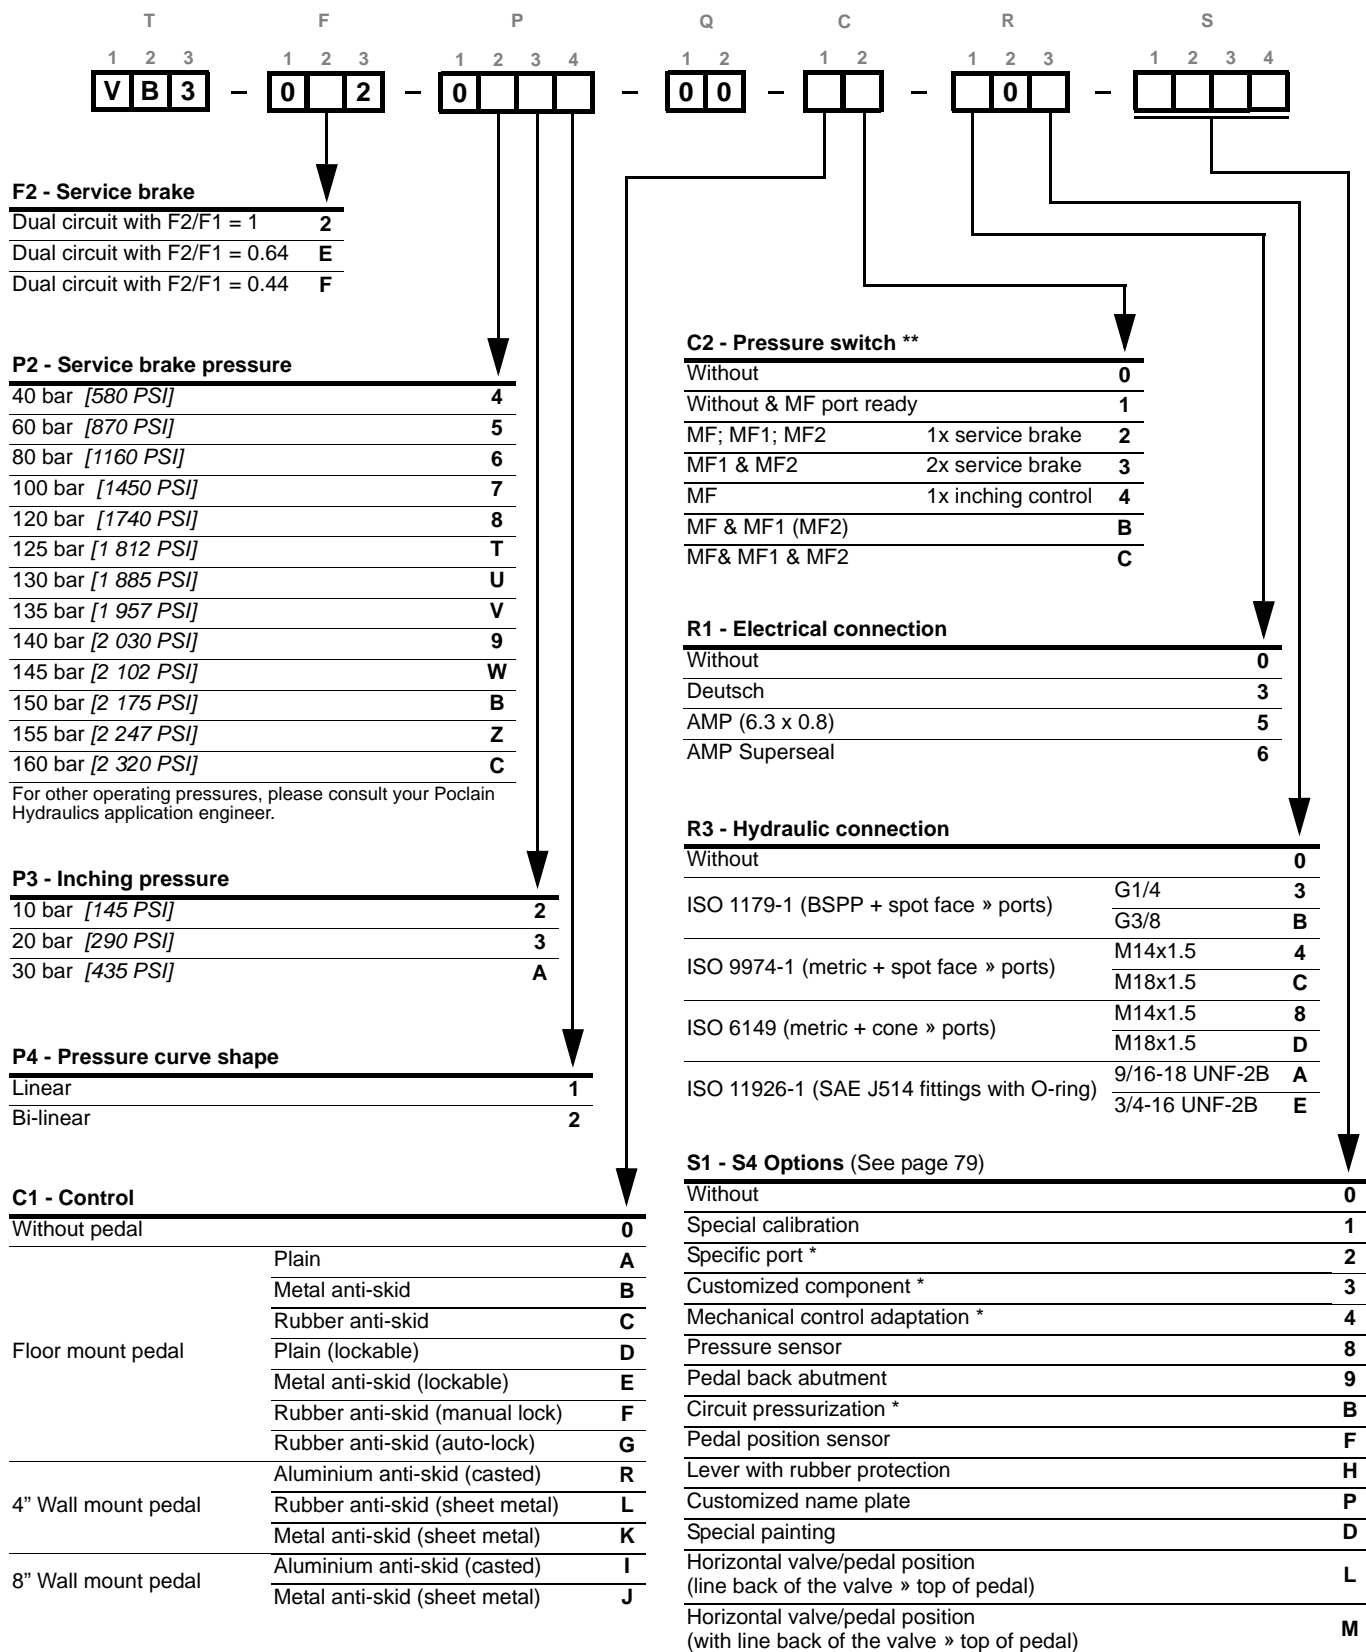 T F P Q C R S
1 2 3 1 2 3 1 2 3 4 1 2 1 2 1 2 3 1 2 3 4
V B 3 – 0 2 – 0 – 0 0 – – 0 –
F2 - Service brake
Dual circuit with F2/F1 = 1 2
Dual circuit with F2/F1 = 0.64 E
Dual circuit with F2/F1 = 0.44 F
P2 - Service brake pressure
40 bar [580 PSI] 4
60 bar [870 PSI] 5
80 bar [1160 PSI] 6
100 bar [1450 PSI] 7
120 bar [1740 PSI] 8
125 bar [1 812 PSI] T
130 bar [1 885 PSI] U
135 bar [1 957 PSI] V
140 bar [2 030 PSI] 9
145 bar [2 102 PSI] W
150 bar [2 175 PSI] B
155 bar [2 247 PSI] Z
160 bar [2 320 PSI] C
For other operating pressures, please consult your Poclain
Hydraulics application engineer.
P3 - Inching pressure
10 bar [145 PSI] 2
20 bar [290 PSI] 3
30 bar [435 PSI] A
P4 - Pressure curve shape
Linear 1
Bi-linear 2
C1 - Control
Without pedal 0
Floor mount pedal
Plain A
Metal anti-skid B
Rubber anti-skid C
Plain (lockable) D
Metal anti-skid (lockable) E
Rubber anti-skid (manual lock) F
Rubber anti-skid (auto-lock) G
4” Wall mount pedal
Aluminium anti-skid (casted) R
Rubber anti-skid (sheet metal) L
Metal anti-skid (sheet metal) K
8” Wall mount pedal
Aluminium anti-skid (casted) I
Metal anti-skid (sheet metal) J
C2 - Pressure switch **
Without 0
Without & MF port ready 1
MF; MF1; MF2 1x service brake 2
MF1 & MF2 2x service brake 3
MF 1x inching control 4
MF & MF1 (MF2) B
MF& MF1 & MF2 C
R1 - Electrical connection
Without 0
Deutsch 3
AMP (6.3 x 0.8) 5
AMP Superseal 6
R3 - Hydraulic connection
Without 0
ISO 1179-1 (BSPP + spot face » ports)
G1/4 3
G3/8 B
ISO 9974-1 (metric + spot face » ports)
M14x1.5 4
M18x1.5 C
ISO 6149 (metric + cone » ports)
M14x1.5 8
M18x1.5 D
ISO 11926-1 (SAE J514 fittings with O-ring)
9/16-18 UNF-2B A
3/4-16 UNF-2B E
S1 - S4 Options (See page 79)
Without 0
Special calibration 1
Specific port * 2
Customized component * 3
Mechanical control adaptation * 4
Pressure sensor 8
Pedal back abutment 9
Circuit pressurization * B
Pedal position sensor F
Lever with rubber protection H
Customized name plate P
Special painting D
Horizontal valve/pedal position
(line back of the valve » top of pedal) L
Horizontal valve/pedal position
(with line back of the valve » top of pedal) M